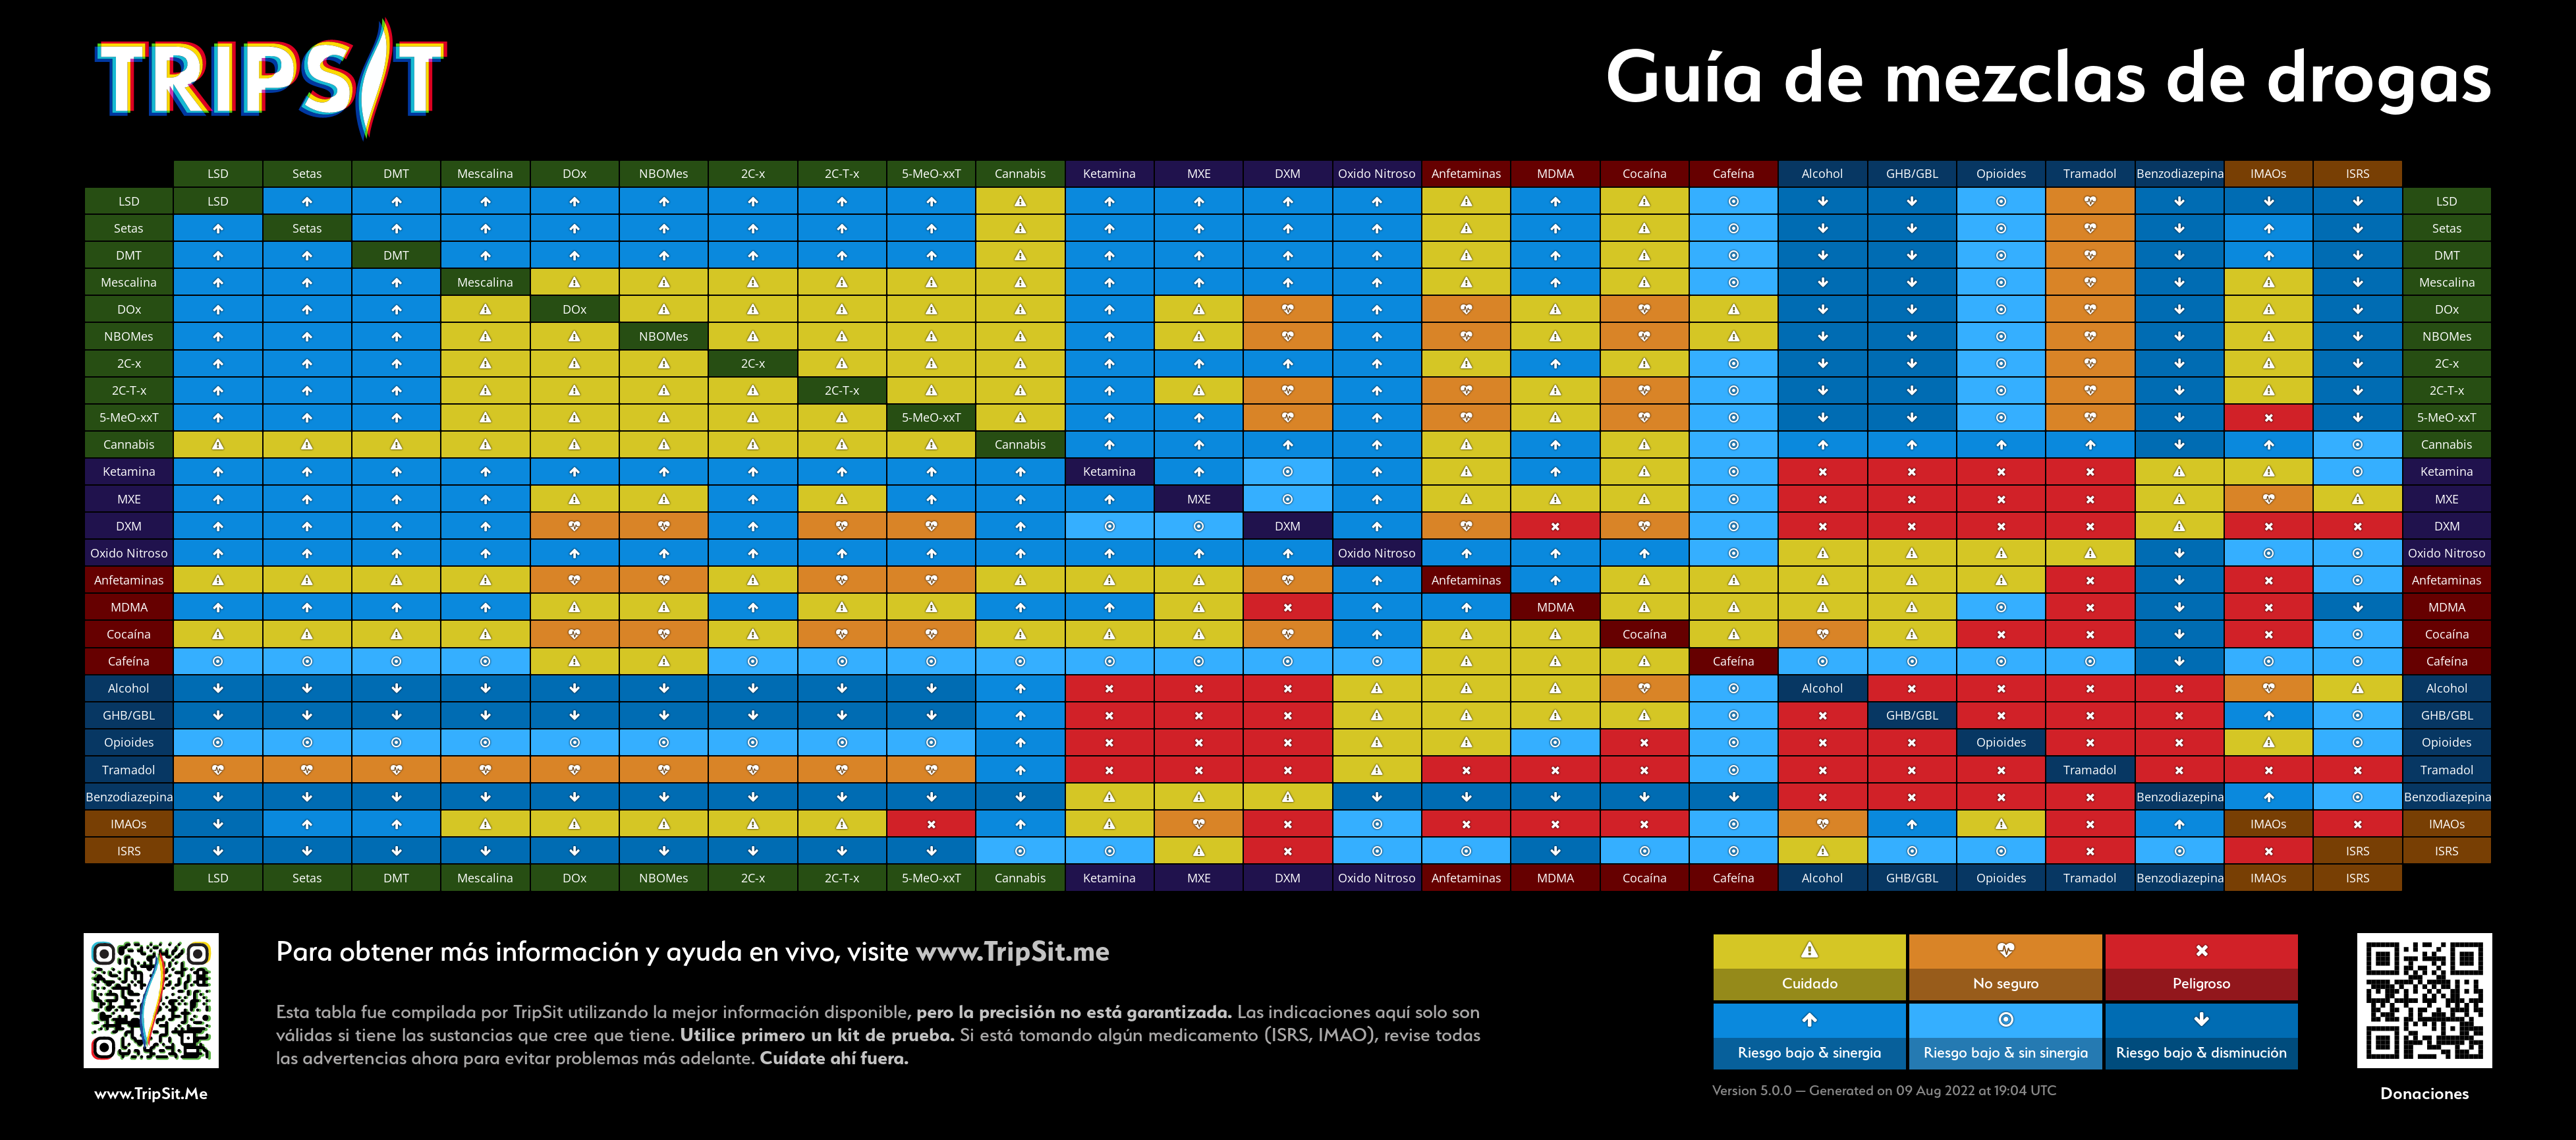 TRIPSIT
Guía de mezclas de drogas
LSD Setas DMT Mescalina DOx NBOMes 2C-x 2C-T-x 5-MeO-xxT Cannabis Ketamina MXE DXM Oxido Nitroso Anfetaminas MDMA Cocaína Cafeína Alcohol GHB/GBL Opioides Tramadol Benzodiazepina IMAOs ISRS
LSD LSD LSD
Setas Setas Setas
DMT DMT DMT
Mescalina Mescalina Mescalina
DOx DOx DOx
NBOMes NBOMes NBOMes
2C-x 2C-x 2C-x
2C-T-x 2C-T-x 2C-T-x
5-MeO-xxT 5-MeO-xxT 5-MeO-xxT
Cannabis Cannabis Cannabis
Ketamina Ketamina Ketamina
MXE MXE MXE
DXM DXM DXM
Oxido Nitroso Oxido Nitroso Oxido Nitroso
Anfetaminas Anfetaminas Anfetaminas
MDMA MDMA MDMA
Cocaína Cocaína Cocaína
Cafeína Cafeína Cafeína
Alcohol Alcohol Alcohol
GHB/GBL GHB/GBL GHB/GBL
Opioides Opioides Opioides
Tramadol Tramadol Tramadol
Benzodiazepina Benzodiazepina Benzodiazepina
IMAOs IMAOs IMAOs
ISRS ISRS ISRS
LSD Setas DMT Mescalina DOx NBOMes 2C-x 2C-T-x 5-MeO-xxT Cannabis Ketamina MXE DXM Oxido Nitroso Anfetaminas MDMA Cocaína Cafeína Alcohol GHB/GBL Opioides Tramadol Benzodiazepina IMAOs ISRS
www.TripSit.Me
Para obtener más información y ayuda en vivo, visite www.TripSit.me
Esta tabla fue compilada por TripSit utilizando la mejor información disponible, pero la precisión no está garantizada. Las indicaciones aquí solo son
válidas si tiene las sustancias que cree que tiene. Utilice primero un kit de prueba. Si está tomando algún medicamento (ISRS, IMAO), revise todas
las advertencias ahora para evitar problemas más adelante. Cuídate ahí fuera.
Cuidado No seguro Peligroso
Riesgo bajo & sinergia Riesgo bajo & sin sinergia Riesgo bajo & disminución
Version 5.0.0 — Generated on 09 Aug 2022 at 19:04 UTC
Donaciones